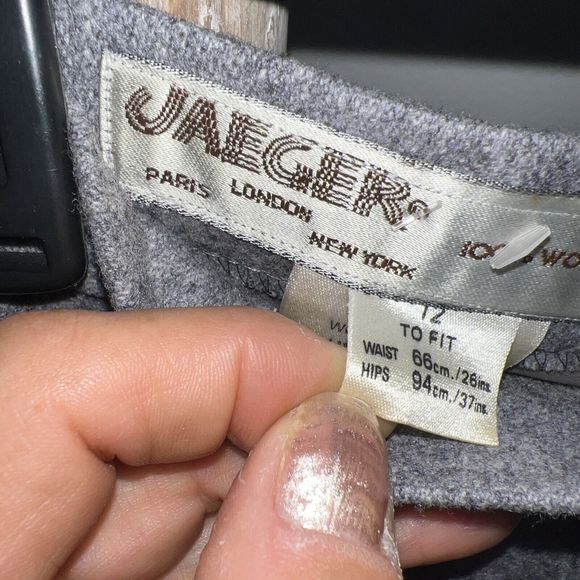 JAEGER
PARIS LONDON NEW YORK
12
TO FIT
WAIST 66cm./26ins.
HIPS 94cm./37ins.